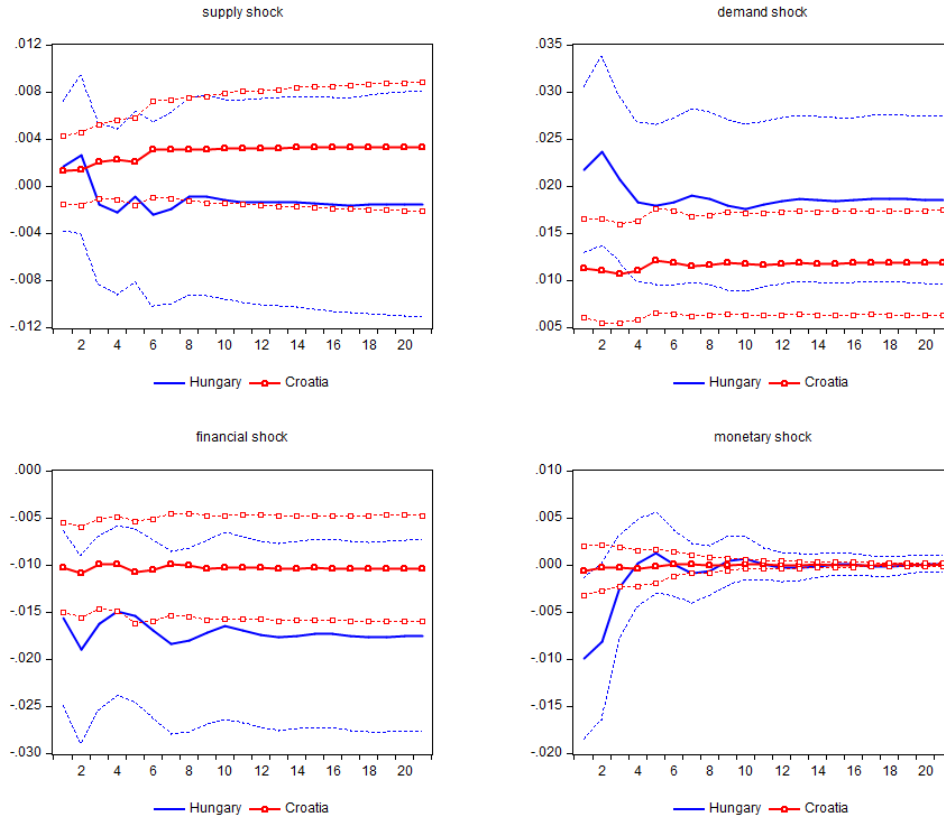 supply shock
.012
.008
.004
.000
-.004
-.008
-.012
2 4 6 8 10 12 14 16 18 20
Hungary Croatia
demand shock
.035
.030
.025
.020
.015
.010
.005
2 4 6 8 10 12 14 16 18 20
Hungary Croatia
financial shock
.000
-.005
-.010
-.015
-.020
-.025
-.030
2 4 6 8 10 12 14 16 18 20
Hungary Croatia
monetary shock
.010
.005
.000
-.005
-.010
-.015
-.020
2 4 6 8 10 12 14 16 18 20
Hungary Croatia